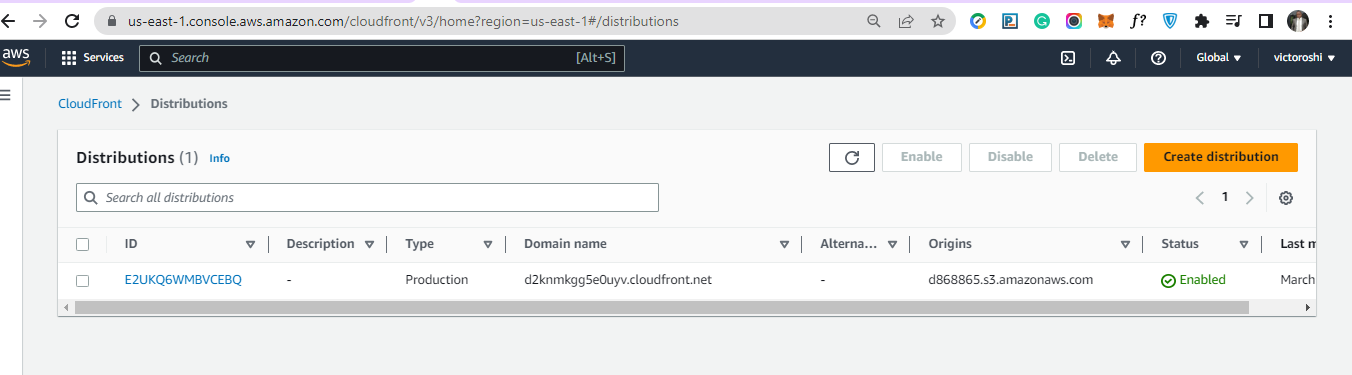 us-east-1.console.aws.amazon.com/cloudfront/v3/home?region=us-east-1#/distributions
aws Services Search [Alt+S] Global victoroshi
CloudFront Distributions
Distributions (1) Info Enable Disable Delete Create distribution
Search all distributions 1
ID Description Type Domain name Alterna... Origins Status Last m
E2UKQ6WMBVCEBQ - Production d2knmkgg5e0uyv.cloudfront.net - d868865.s3.amazonaws.com Enabled March